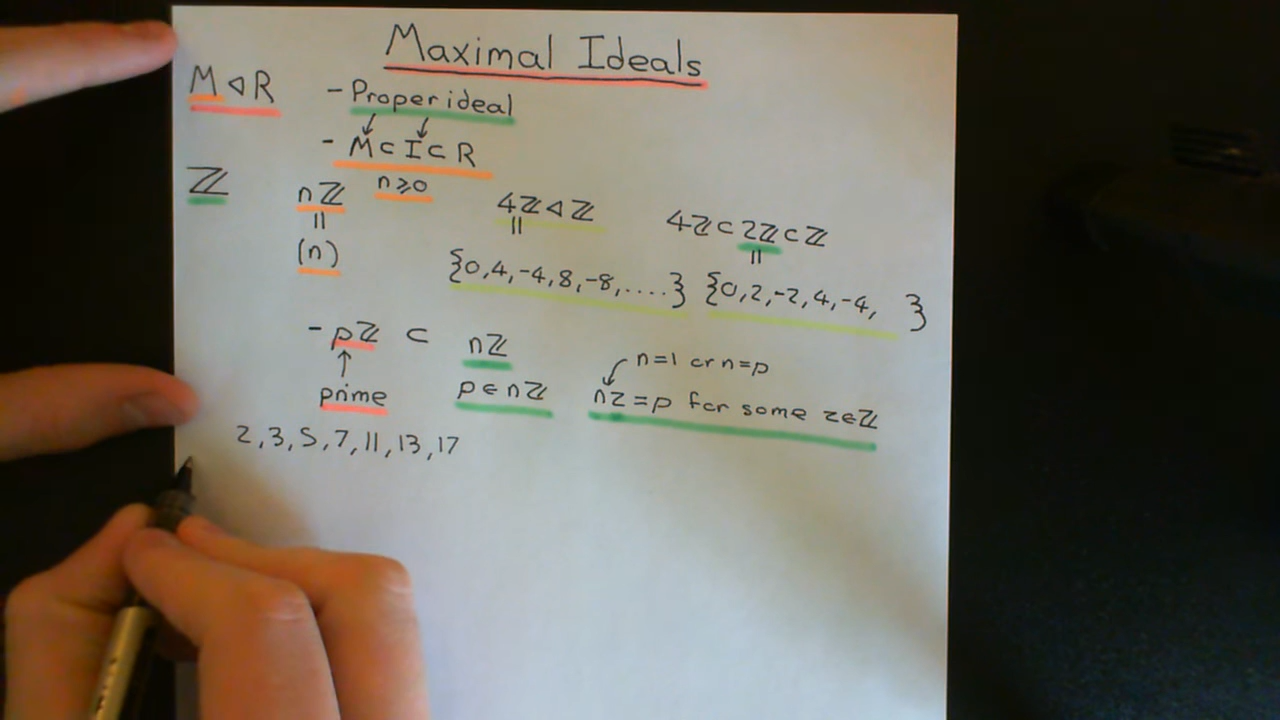 Maximal Ideals
M ◁ R - Proper ideal
- M ⊂ I ⊂ R
ℤ nℤ n≥0 4ℤ ◁ ℤ 4ℤ ⊂ 2ℤ ⊂ ℤ
= = =
(n) {0,4,-4,8,-8,....} {0,2,-2,4,-4, }
- pℤ ⊂ nℤ n=1 or n=p
↑ prime p ∈ nℤ nz=p for some z∈ℤ
2,3,5,7,11,13,17